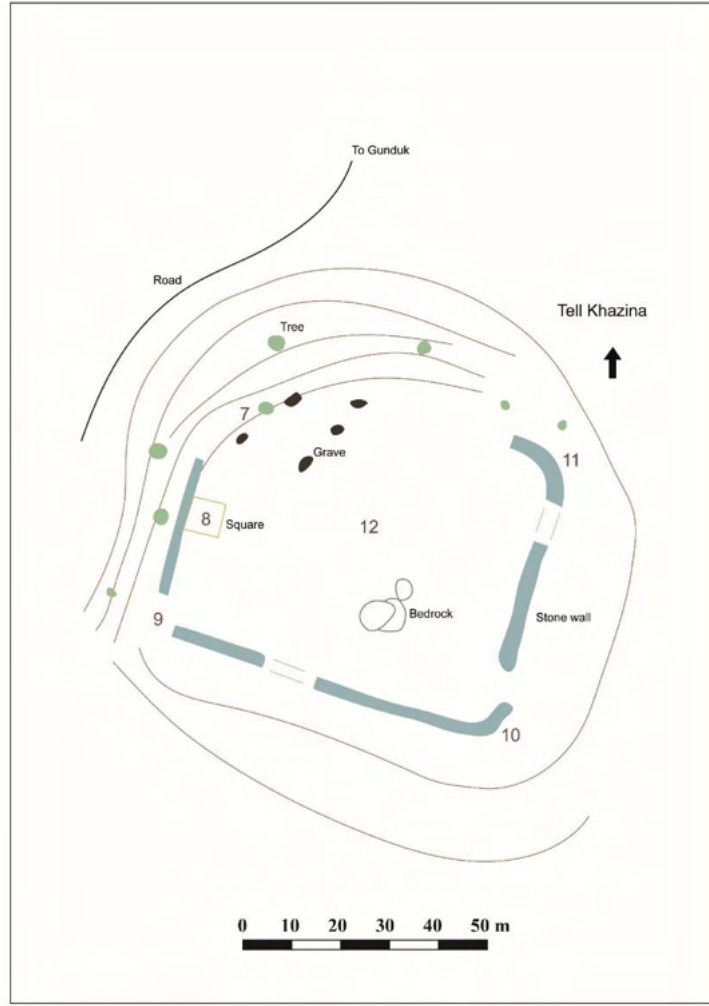 To Gunduk
Road
Tell Khazina
Tree
7
Grave
11
8
Square
12
Bedrock
Stone wall
9
10
0 10 20 30 40 50 m